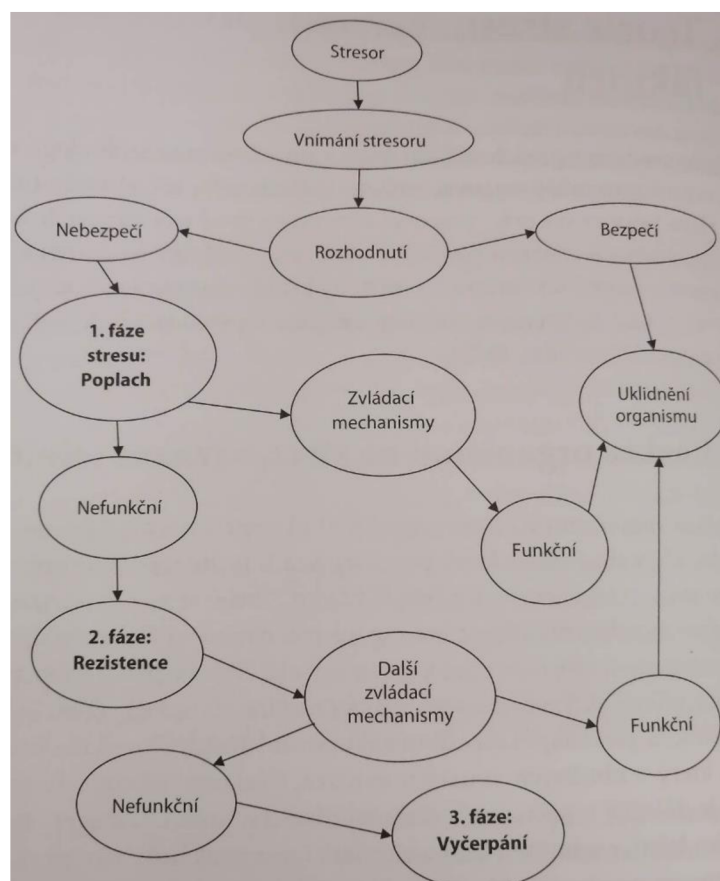 Stresor
Vnímání stresoru
Nebezpečí
Rozhodnutí
Bezpečí
1. fáze
stresu:
Poplach
Zvládací
mechanismy
Uklidnění
organismu
Nefunkční
Funkční
2. fáze:
Rezistence
Další
zvládací
mechanismy
Funkční
Nefunkční
3. fáze:
Vyčerpání